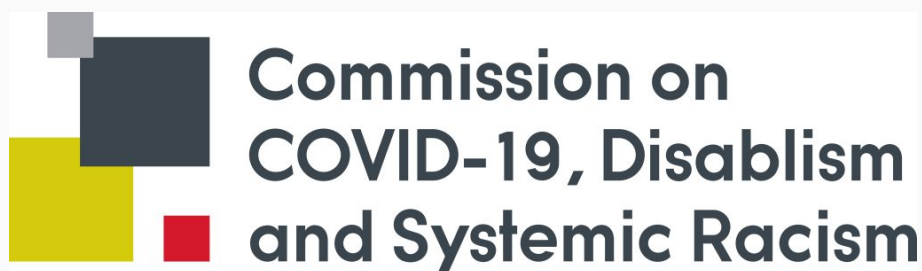 Commission on
COVID-19, Disablism
and Systemic Racism